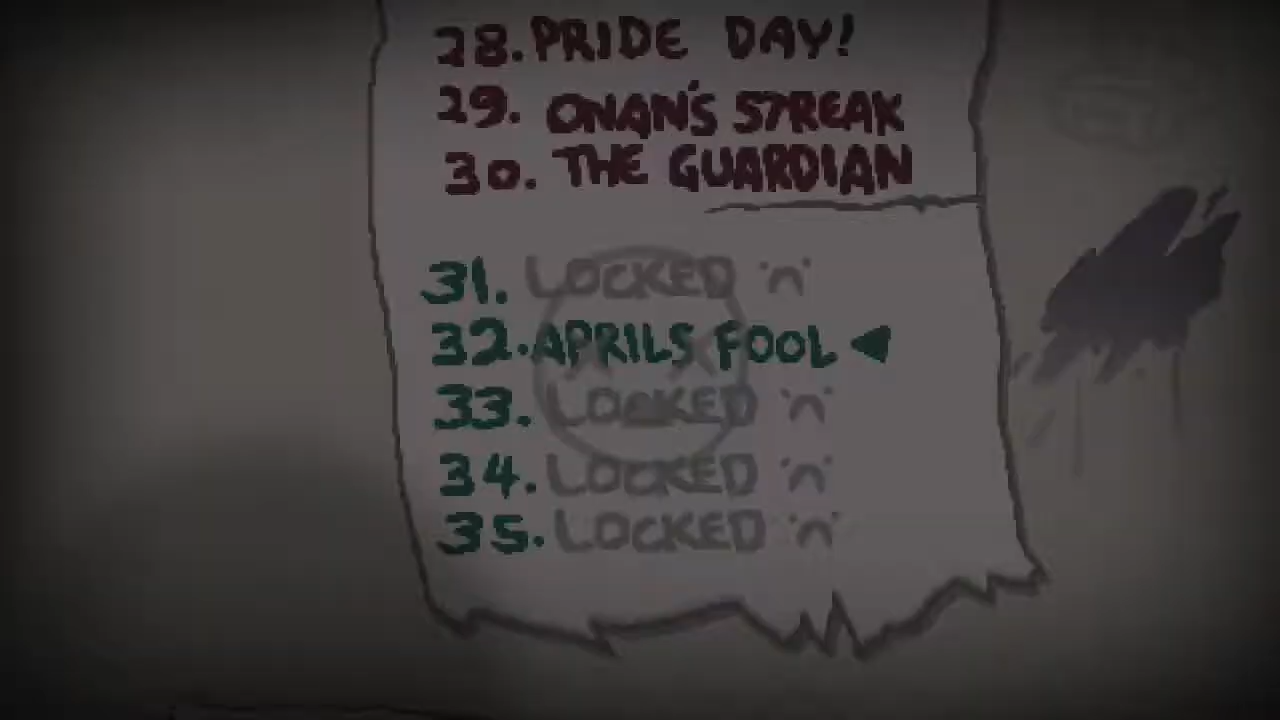 28. PRIDE DAY!
29. ONAN'S STREAK
30. THE GUARDIAN
31. LOCKED
32. APRILS FOOL
33. LOCKED
34. LOCKED
35. LOCKED